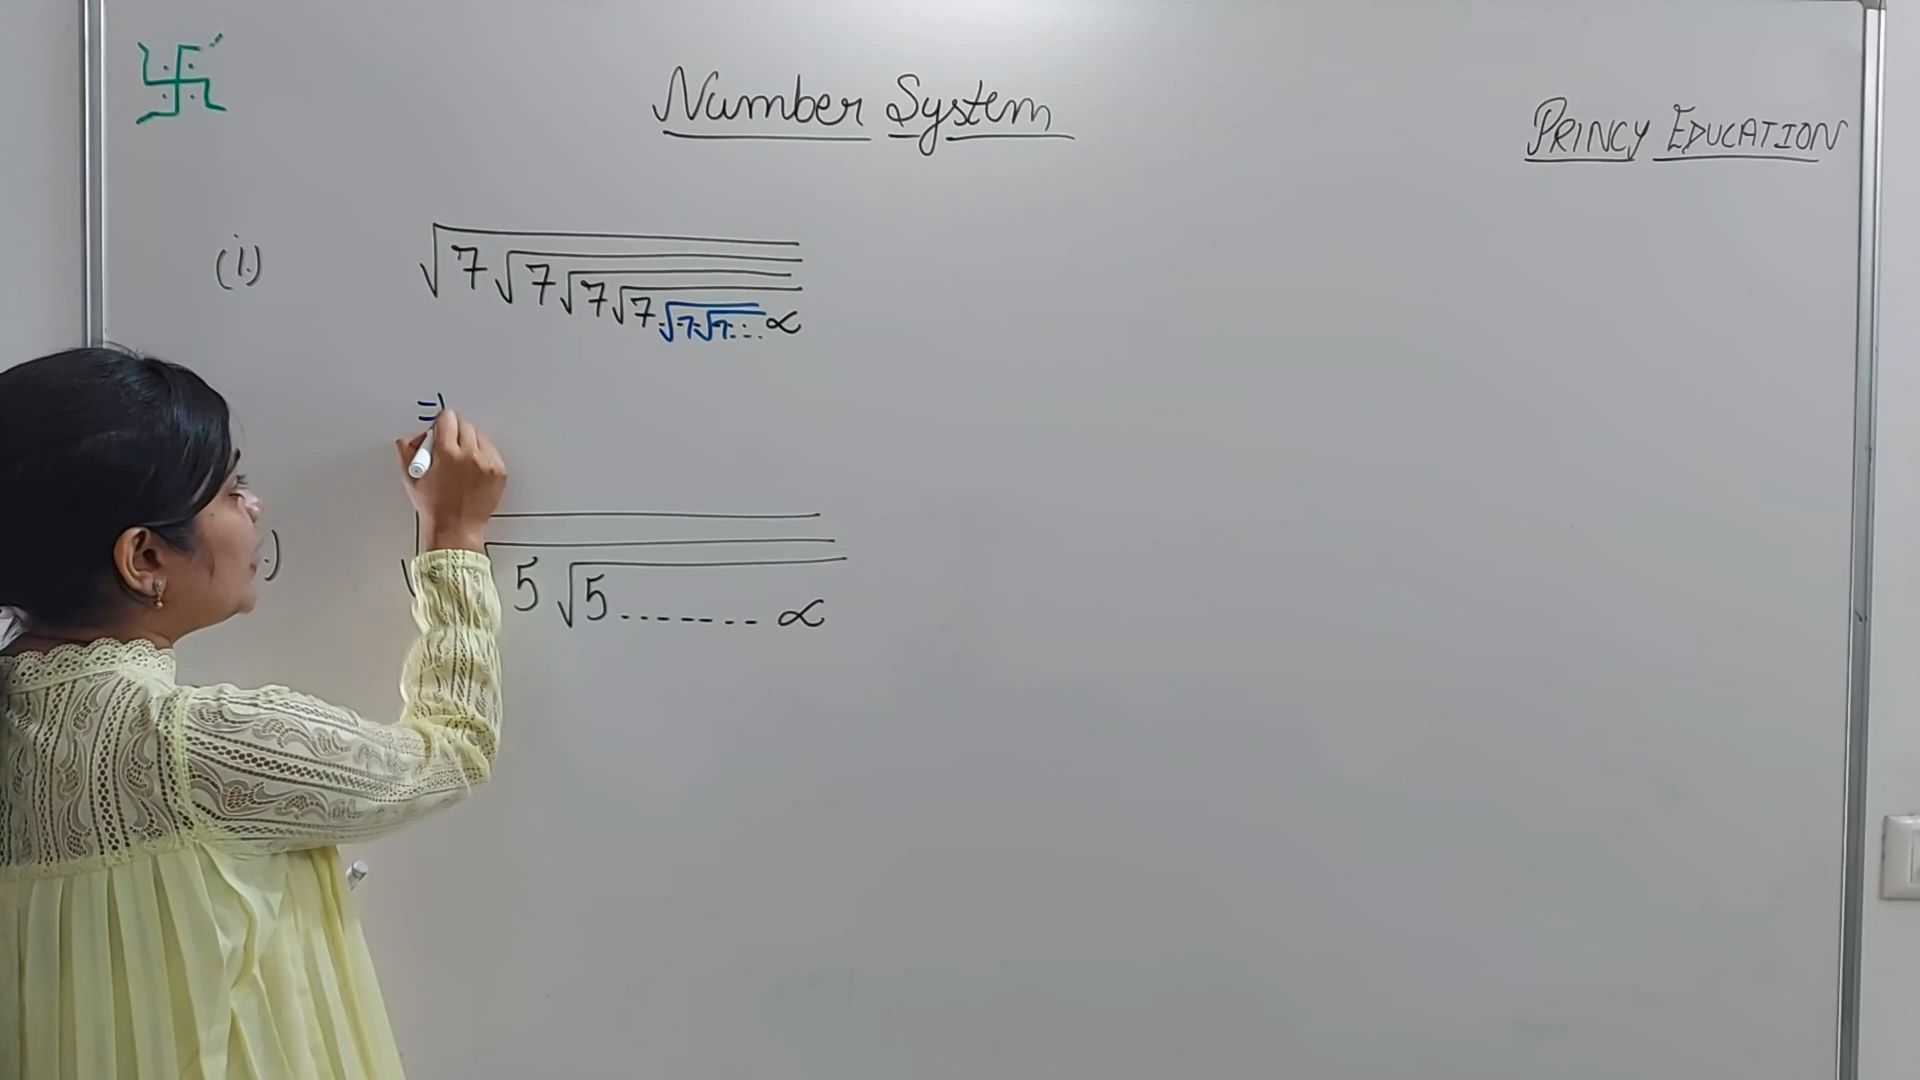 Number System
PRINCY EDUCATION
(i.) √7√7√7√7√7√7... ∝
=)
.) √5√5....... ∝